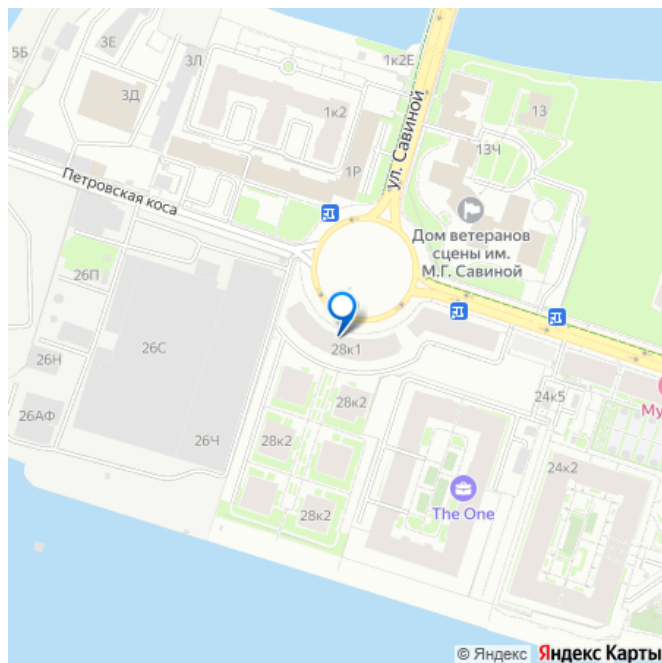 3Е
5Б
3Л
1к2Е
3Д
1к2
13
ул. Савиной
13Ч
1Р
Петровская коса
Дом ветеранов
сцены им.
М.Г. Савиной
26П
26С
28к1
26Н
24к5
28к2
26АФ
Му
26Ч
28к2
24к2
The One
28к2
© Яндекс Яндекс Карты